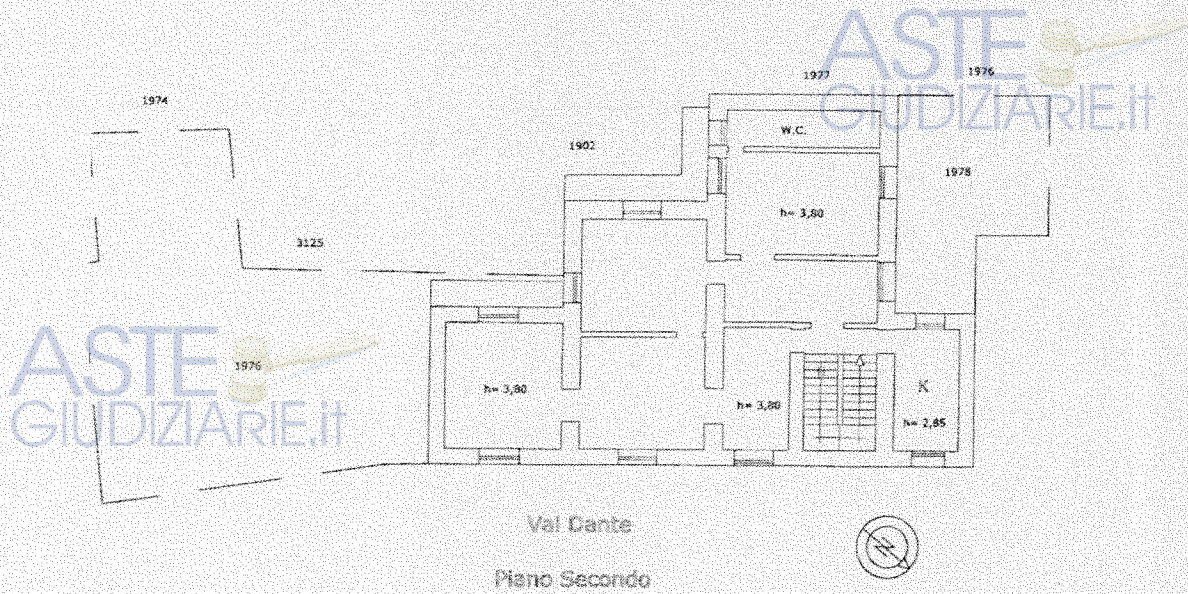 ASTE
GIUDIZIARIE.it
1977
1976
1974
W.C.
1902
1978
h= 3,80
3125
ASTE
GIUDIZIARIE.it
1976
h= 3,80
K
h= 3,80
h= 2,85
Val Dante
N
Piano Secondo